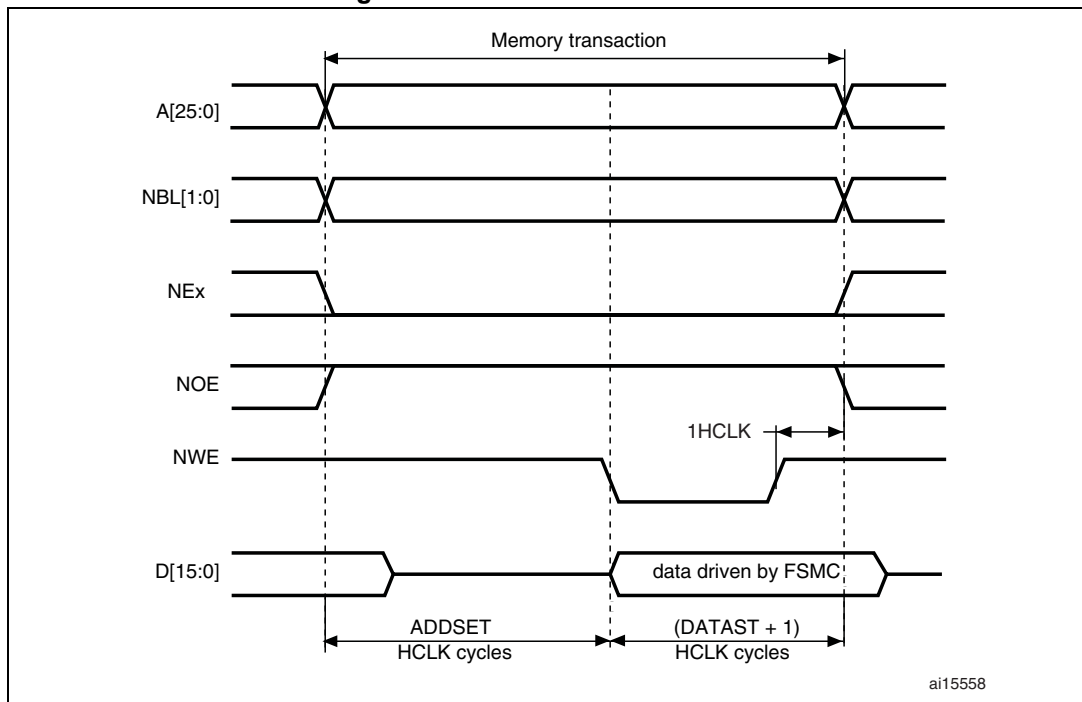 Memory transaction
A[25:0]
NBL[1:0]
NEx
NOE
1HCLK
NWE
D[15:0]
data driven by FSMC
ADDSET
HCLK cycles
(DATAST + 1)
HCLK cycles
ai15558